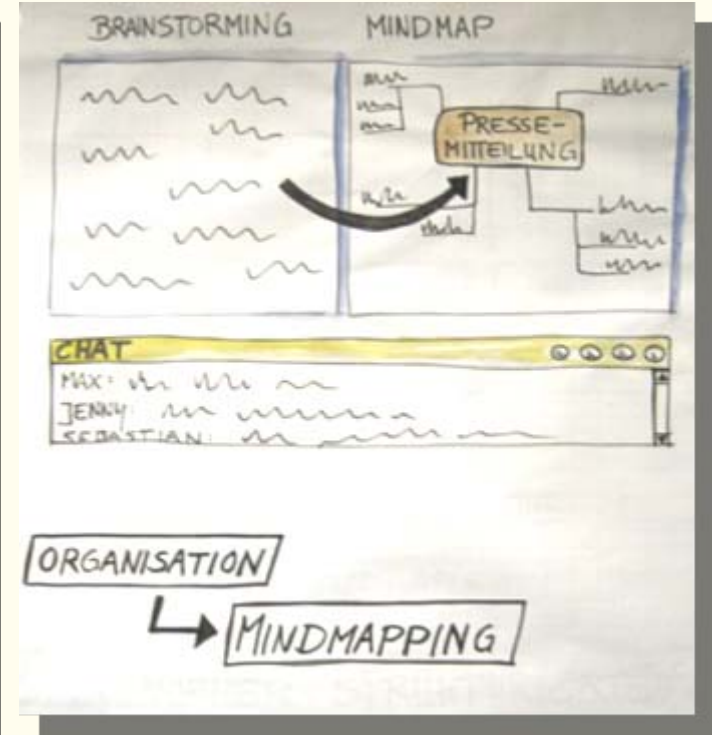 BRAINSTORMING
MINDMAP
PRESSE-
MITTEILUNG
CHAT
MAX:
JENNY:
SEBASTIAN:
ORGANISATION
MINDMAPPING